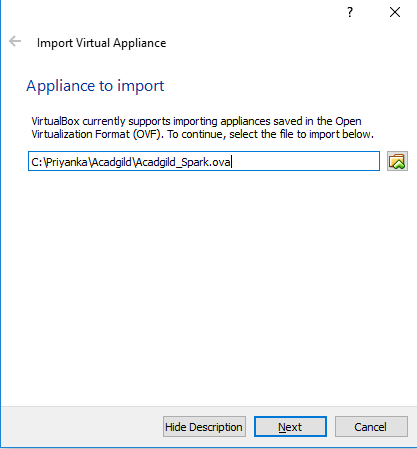 ?
Import Virtual Appliance
Appliance to import
VirtualBox currently supports importing appliances saved in the Open
Virtualization Format (OVF). To continue, select the file to import below.
C:\Priyanka\Acadgild\Acadgild_Spark.ova
Hide Description Next Cancel